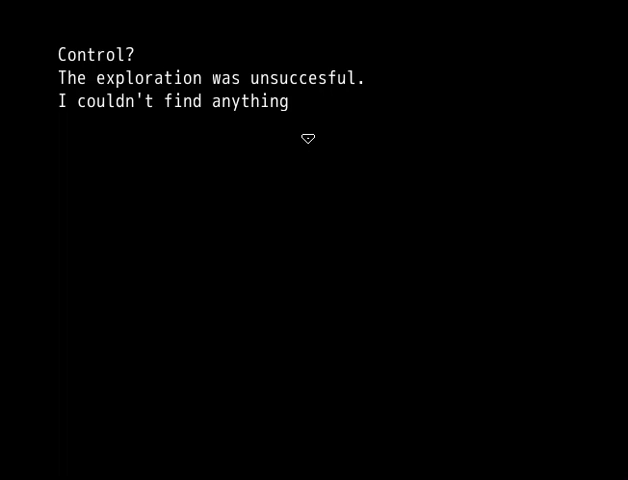 Control?
The exploration was unsuccesful.
I couldn't find anything